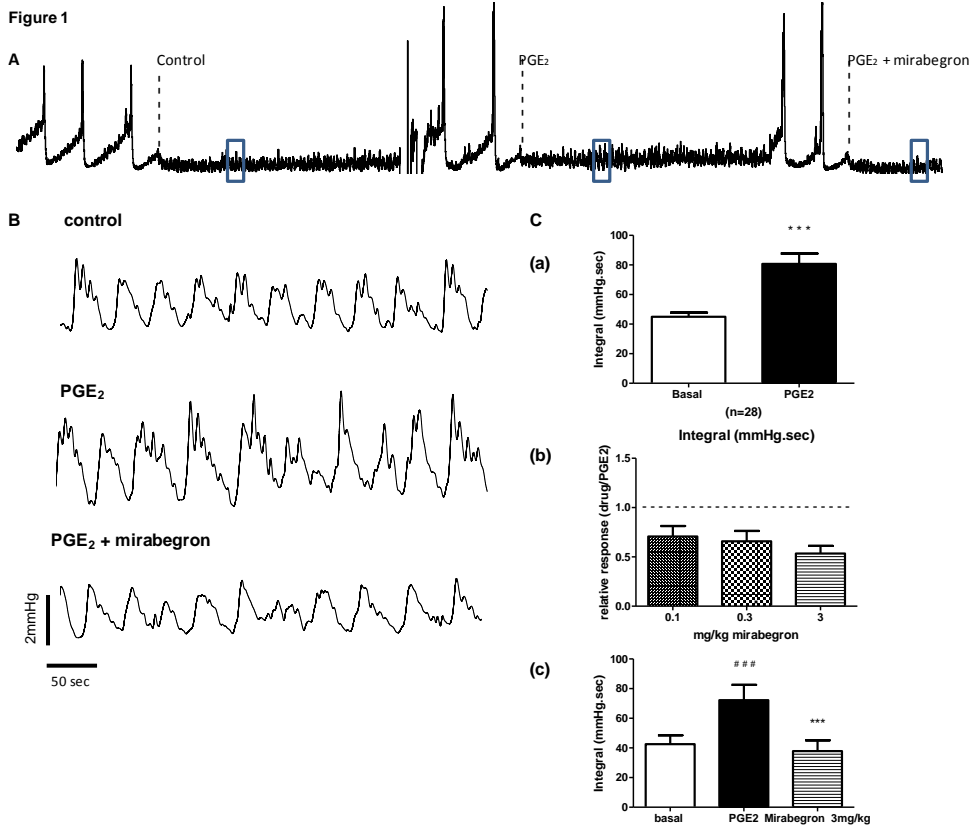 Figure 1
A
Control
PGE₂
PGE₂ + mirabegron
B
control
PGE₂
PGE₂ + mirabegron
2mmHg
50 sec
C
(a)
* * *
Integral (mmHg.sec)
100
80
60
40
20
0
Basal
PGE2
(n=28)
(b)
Integral (mmHg.sec)
relative response (drug/PGE2)
1.5
1.0
0.5
0.0
0.1
0.3
3
mg/kg mirabegron
(c)
# # #
***
Integral (mmHg.sec)
100
80
60
40
20
0
basal
PGE2
Mirabegron 3mg/kg